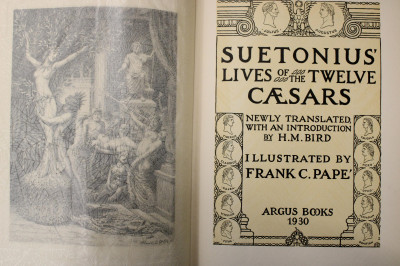 SUETONIUS'
LIVES OF THE TWELVE
CÆSARS
NEWLY TRANSLATED,
WITH AN INTRODUCTION
BY H.M. BIRD
ILLUSTRATED BY
FRANK C. PAPÉ
ARGUS BOOKS
1930